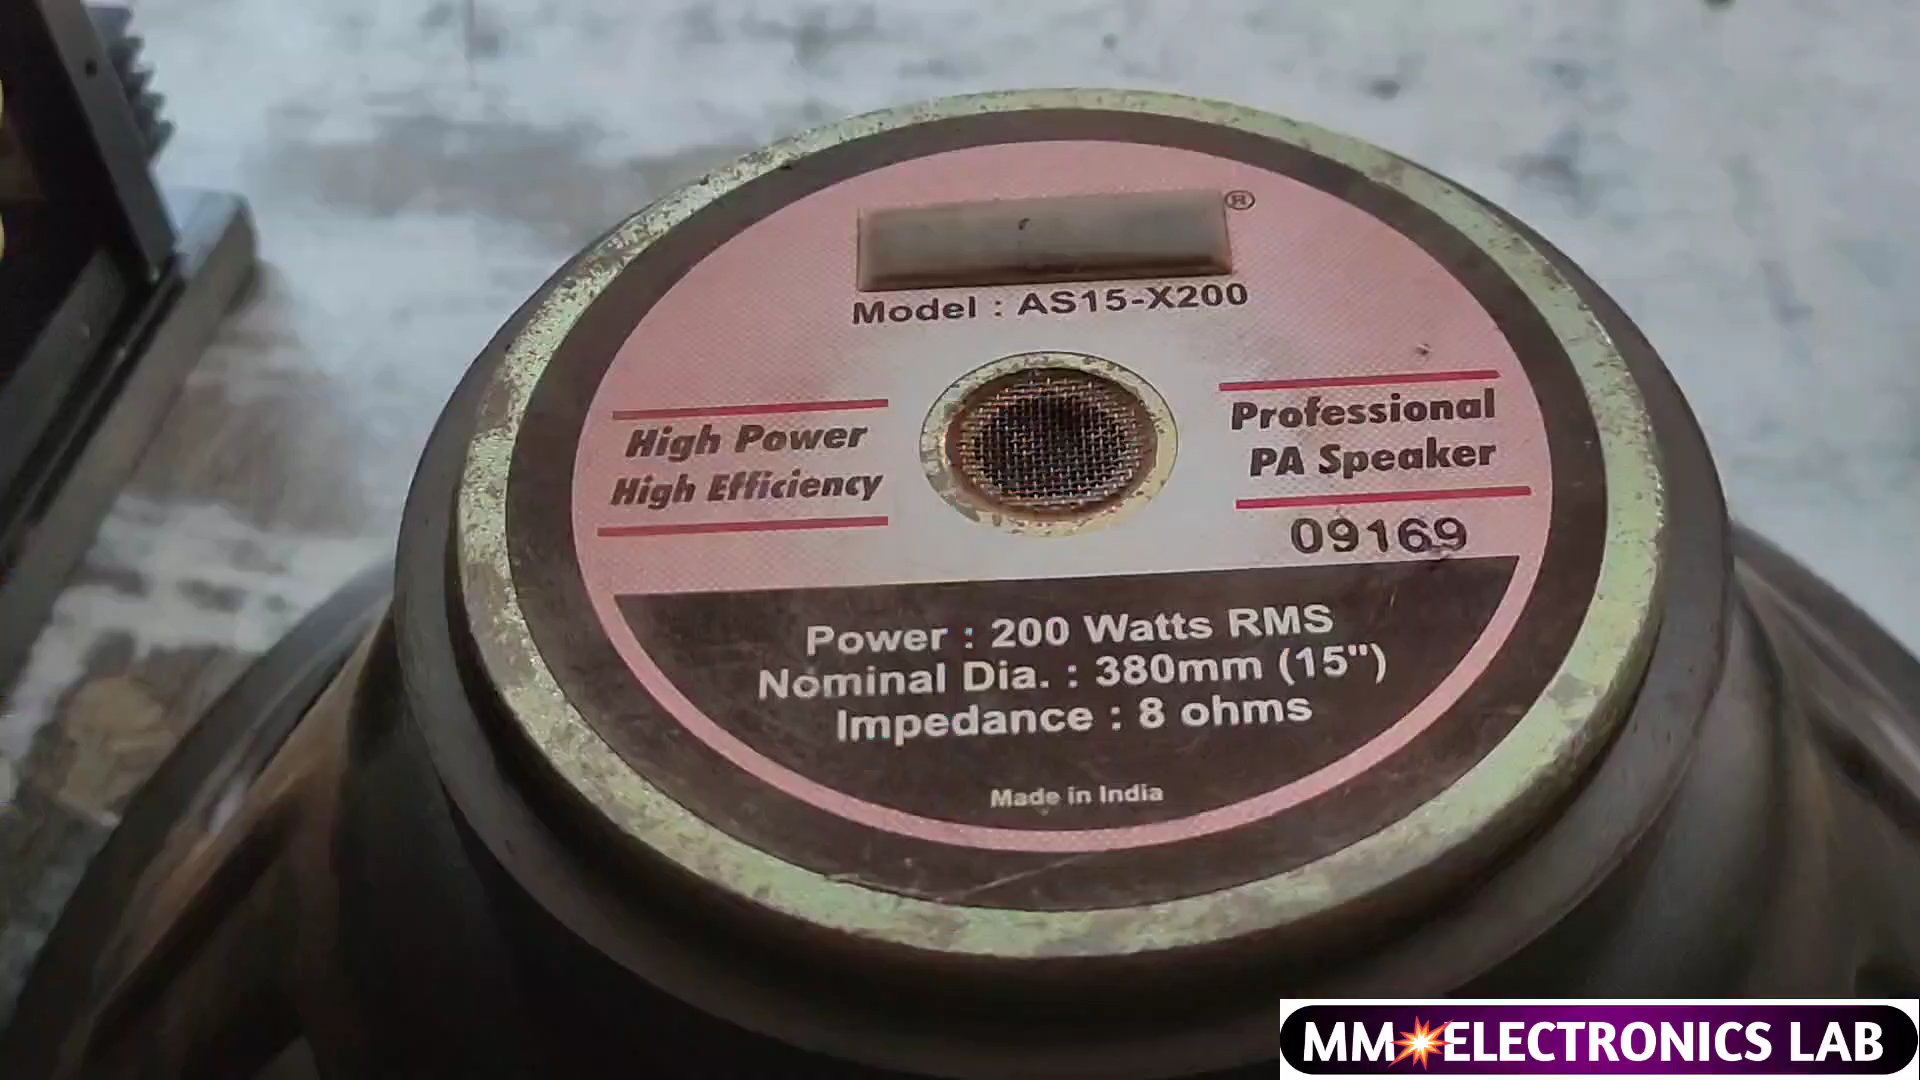 ®
Model : AS15-X200
High Power
High Efficiency
Professional
PA Speaker
09169
Power : 200 Watts RMS
Nominal Dia. : 380mm (15")
Impedance : 8 ohms
Made in India
MM ELECTRONICS LAB